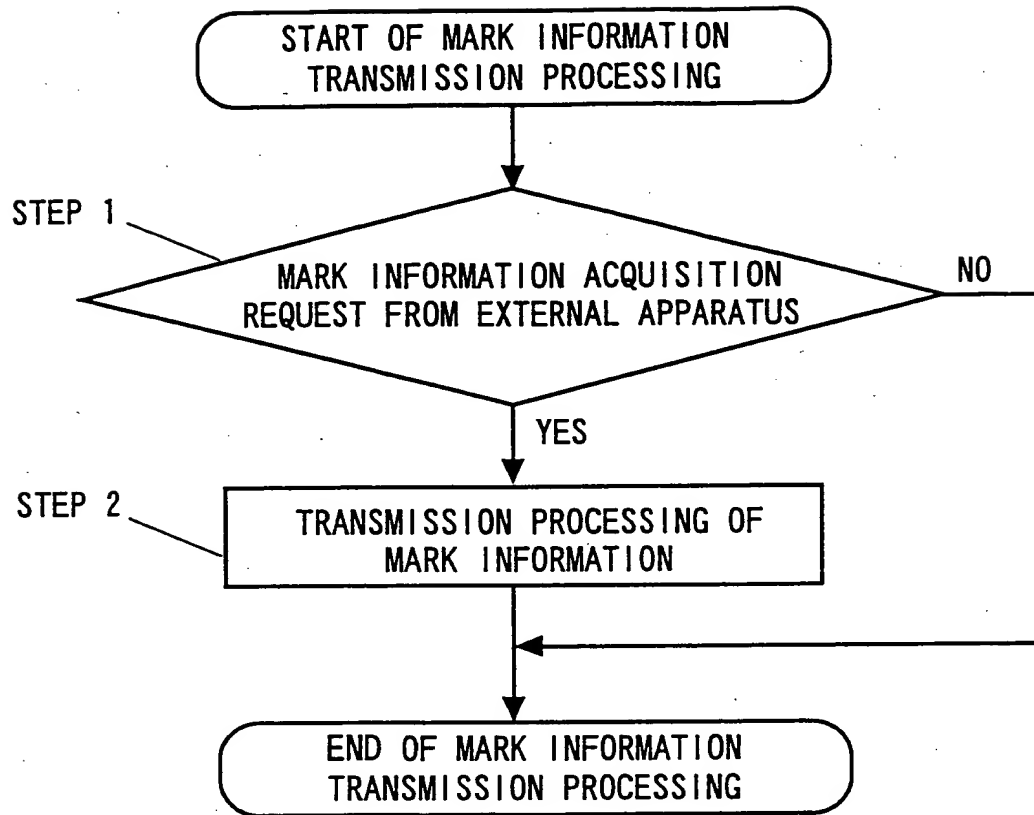 START OF MARK INFORMATION
TRANSMISSION PROCESSING
STEP 1
MARK INFORMATION ACQUISITION
REQUEST FROM EXTERNAL APPARATUS
NO
YES
STEP 2
TRANSMISSION PROCESSING OF
MARK INFORMATION
END OF MARK INFORMATION
TRANSMISSION PROCESSING